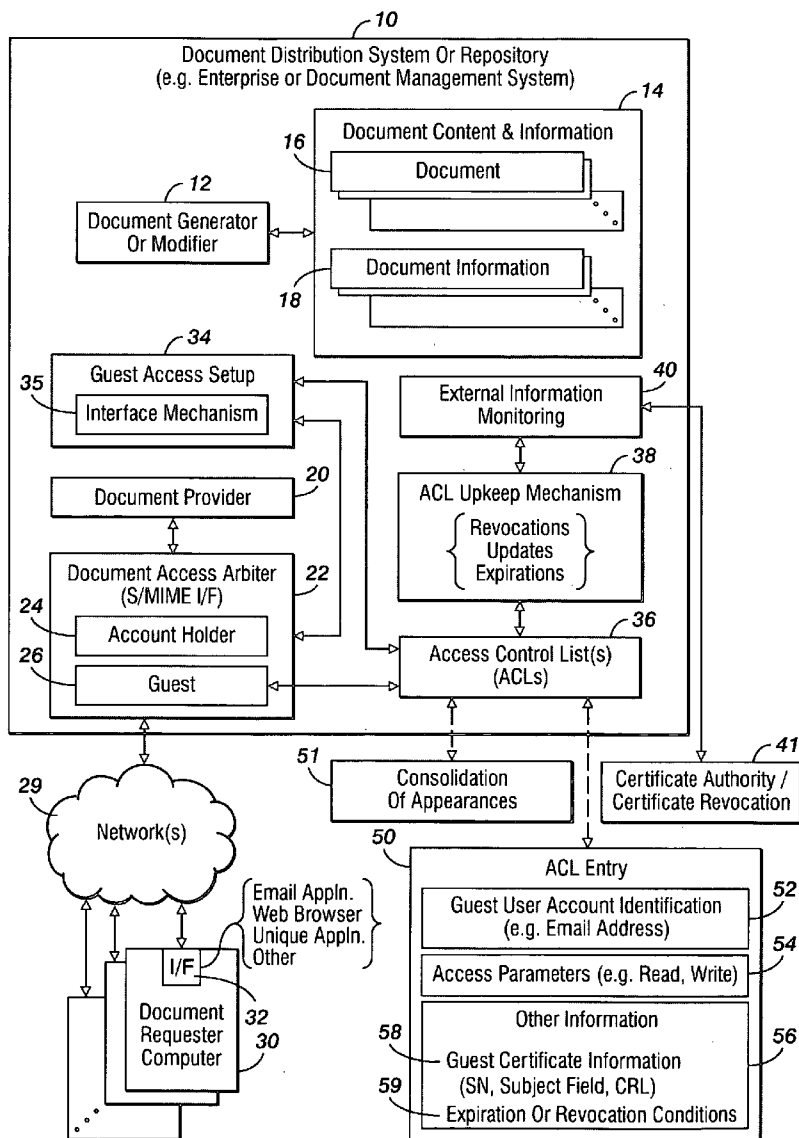 10
Document Distribution System Or Repository
(e.g. Enterprise or Document Management System)
14
Document Content & Information
16
Document
12
Document Generator
Or Modifier
Document Information
18
34
Guest Access Setup
35
Interface Mechanism
40
External Information
Monitoring
38
ACL Upkeep Mechanism
Revocations
Updates
Expirations
20
Document Provider
Document Access Arbiter
(S/MIME I/F)
22
24
Account Holder
26
Guest
36
Access Control List(s)
(ACLs)
51
Consolidation
Of Appearances
41
Certificate Authority /
Certificate Revocation
29
Network(s)
Email Appln.
Web Browser
Unique Appln.
Other
I/F
32
Document
Requester
Computer
30
50
ACL Entry
52
Guest User Account Identification
(e.g. Email Address)
54
Access Parameters (e.g. Read, Write)
Other Information
56
58
Guest Certificate Information
(SN, Subject Field, CRL)
59
Expiration Or Revocation Conditions